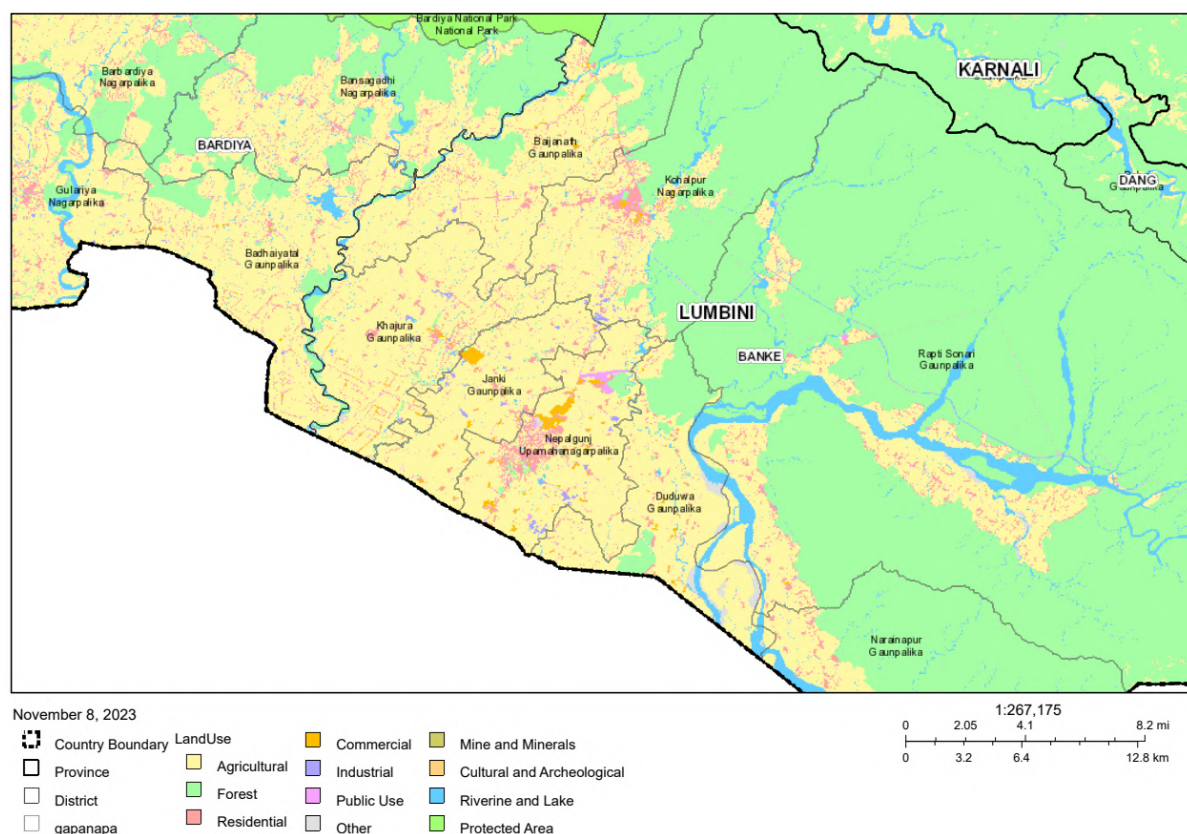 Bardiya National Park
National Park
KARNALI
Barbardiya
Nagarpalika
Bansagadhi
Nagarpalika
BARDIYA
Baijanath
Gaunpalika
Kohalpur
Nagarpalika
DANG
Gulariya
Nagarpalika
Badhaiyatal
Gaunpalika
LUMBINI
Khajura
Gaunpalika
BANKE
Rapti Sonari
Gaunpalika
Janki
Gaunpalika
Nepalgunj
Upamahanagarpalika
Duduwa
Gaunpalika
Narainapur
Gaunpalika
November 8, 2023
Country Boundary
Province
District
gapanapa
LandUse
Agricultural
Forest
Residential
Commercial
Industrial
Public Use
Other
Mine and Minerals
Cultural and Archeological
Riverine and Lake
Protected Area
1:267,175
0 2.05 4.1 8.2 mi
0 3.2 6.4 12.8 km